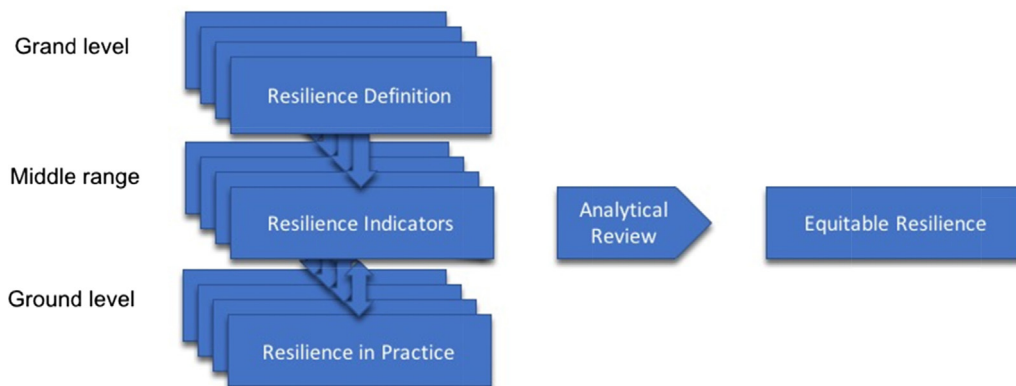 Grand level
Resilience Definition
Middle range
Resilience Indicators
Analytical
Review
Equitable Resilience
Ground level
Resilience in Practice